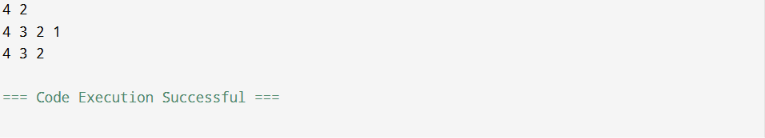 4 2
4 3 2 1
4 3 2
=== Code Execution Successful ===